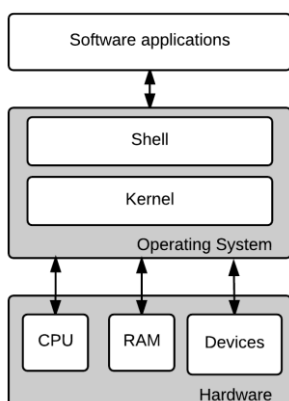 Software applications
Shell
Kernel
Operating System
CPU
RAM
Devices
Hardware